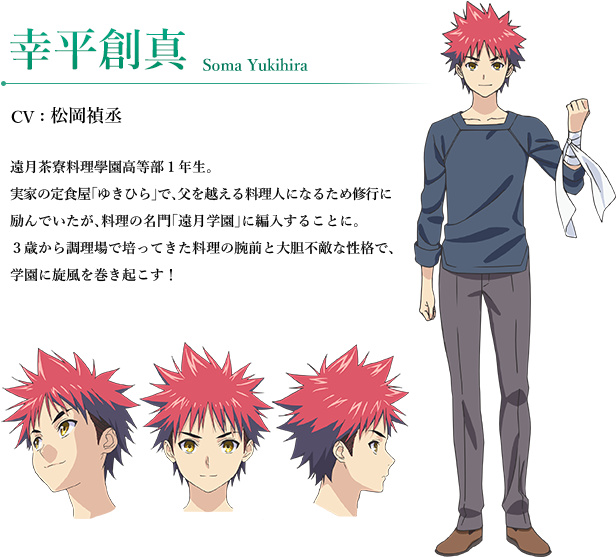 幸平創真 Soma Yukihira
CV：松岡禎丞
遠月茶寮料理學園高等部１年生。
実家の定食屋「ゆきひら」で、父を越える料理人になるため修行に
励んでいたが、料理の名門「遠月学園」に編入することに。
３歳から調理場で培ってきた料理の腕前と大胆不敵な性格で、
学園に旋風を巻き起こす！